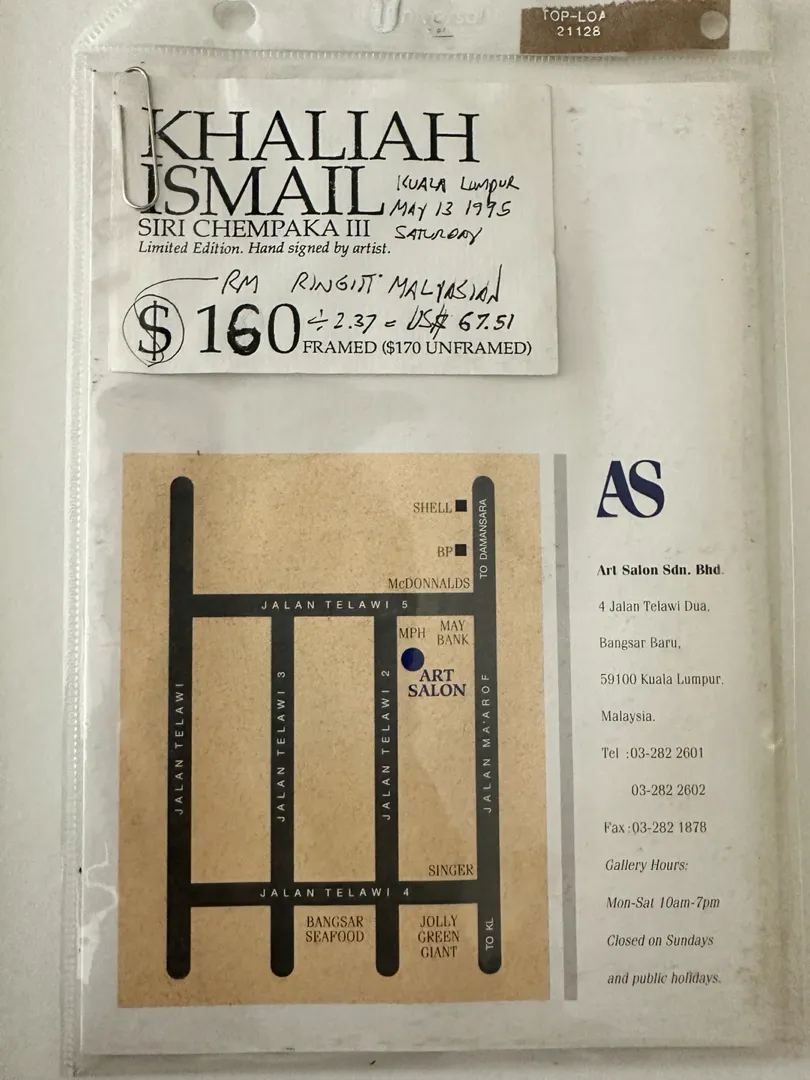 TOP-LOA
21128
KHALIAH
ISMAIL
KUALA LUMPUR
MAY 13 1995
SATURDAY
SIRI CHEMPAKA III
Limited Edition. Hand signed by artist.
RM RINGIT MALYASIAN
$160 ÷ 2.37 = US$ 67.51
FRAMED ($170 UNFRAMED)
SHELL
BP
McDONNALDS
TO DAMANSARA
JALAN TELAWI 5
MPH
MAY
BANK
ART
SALON
JALAN TELAWI
JALAN TELAWI 3
JALAN TELAWI 2
JALAN MA'AROF
SINGER
JALAN TELAWI 4
BANGSAR
SEAFOOD
JOLLY
GREEN
GIANT
TO KL
AS
Art Salon Sdn. Bhd.
4 Jalan Telawi Dua,
Bangsar Baru,
59100 Kuala Lumpur,
Malaysia.
Tel :03-282 2601
03-282 2602
Fax:03-282 1878
Gallery Hours:
Mon-Sat 10am-7pm
Closed on Sundays
and public holidays.